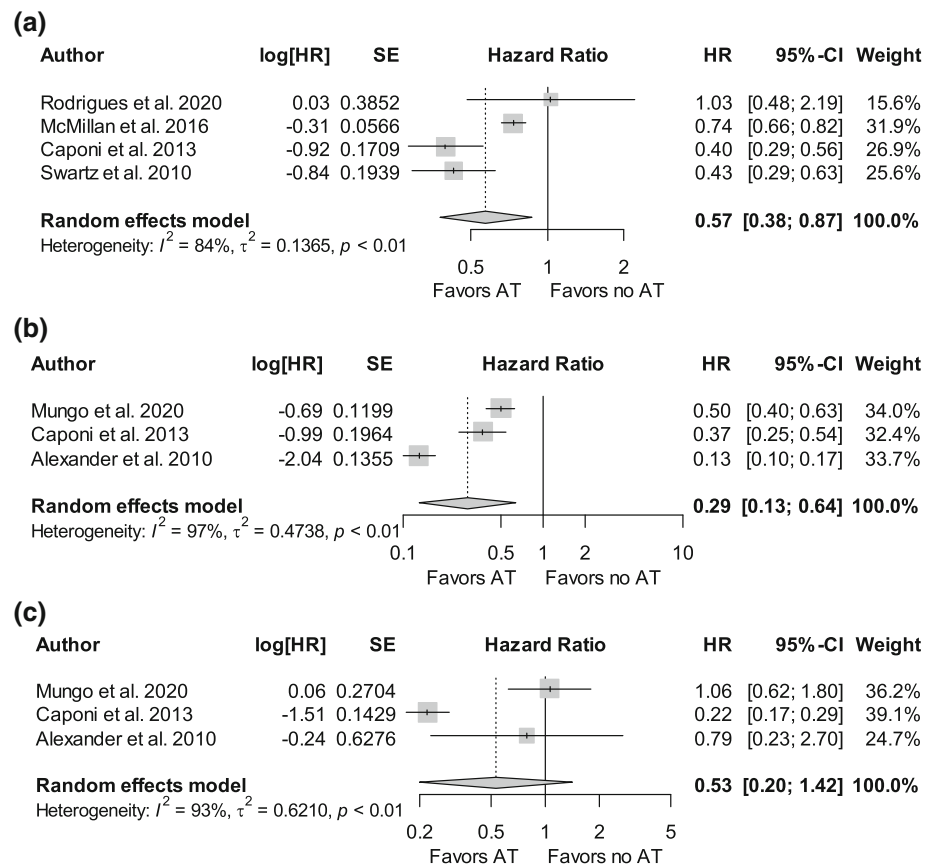 (a)
Author log[HR] SE Hazard Ratio HR 95%-CI Weight
Rodrigues et al. 2020 0.03 0.3852 1.03 [0.48; 2.19] 15.6%
McMillan et al. 2016 -0.31 0.0566 0.74 [0.66; 0.82] 31.9%
Caponi et al. 2013 -0.92 0.1709 0.40 [0.29; 0.56] 26.9%
Swartz et al. 2010 -0.84 0.1939 0.43 [0.29; 0.63] 25.6%
Random effects model 0.57 [0.38; 0.87] 100.0%
Heterogeneity: I² = 84%, τ² = 0.1365, p < 0.01
0.5 1 2
Favors AT Favors no AT
(b)
Author log[HR] SE Hazard Ratio HR 95%-CI Weight
Mungo et al. 2020 -0.69 0.1199 0.50 [0.40; 0.63] 34.0%
Caponi et al. 2013 -0.99 0.1964 0.37 [0.25; 0.54] 32.4%
Alexander et al. 2010 -2.04 0.1355 0.13 [0.10; 0.17] 33.7%
Random effects model 0.29 [0.13; 0.64] 100.0%
Heterogeneity: I² = 97%, τ² = 0.4738, p < 0.01
0.1 0.5 1 2 10
Favors AT Favors no AT
(c)
Author log[HR] SE Hazard Ratio HR 95%-CI Weight
Mungo et al. 2020 0.06 0.2704 1.06 [0.62; 1.80] 36.2%
Caponi et al. 2013 -1.51 0.1429 0.22 [0.17; 0.29] 39.1%
Alexander et al. 2010 -0.24 0.6276 0.79 [0.23; 2.70] 24.7%
Random effects model 0.53 [0.20; 1.42] 100.0%
Heterogeneity: I² = 93%, τ² = 0.6210, p < 0.01
0.2 0.5 1 2 5
Favors AT Favors no AT